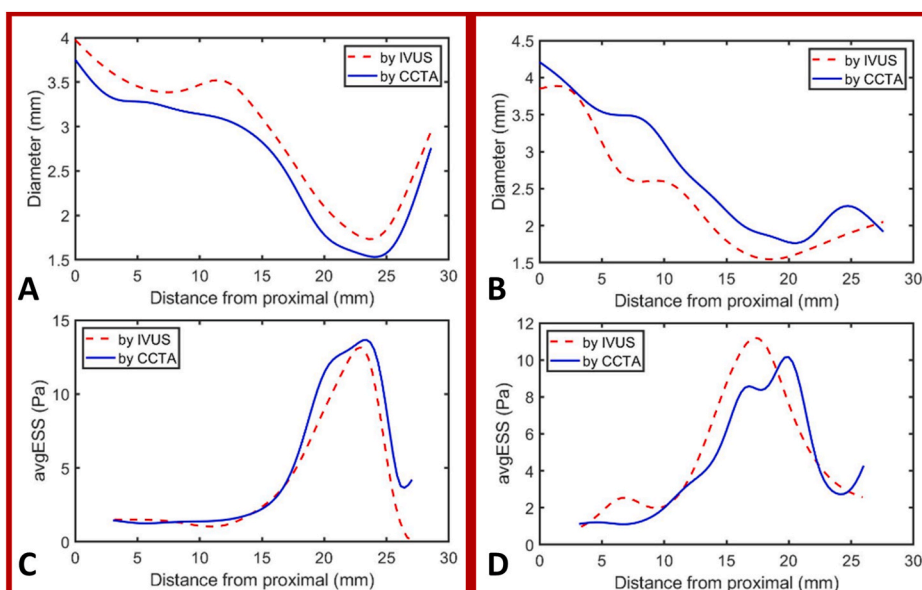 4
3.5
3
2.5
2
1.5
Diameter (mm)
by IVUS
by CCTA
0 5 10 15 20 25 30
Distance from proximal (mm)
A
4.5
4
3.5
3
2.5
2
1.5
Diameter (mm)
by IVUS
by CCTA
0 5 10 15 20 25 30
Distance from proximal (mm)
B
15
10
5
0
avgESS (Pa)
by IVUS
by CCTA
0 5 10 15 20 25 30
Distance from proximal (mm)
C
12
10
8
6
4
2
0
avgESS (Pa)
by IVUS
by CCTA
0 5 10 15 20 25 30
Distance from proximal (mm)
D